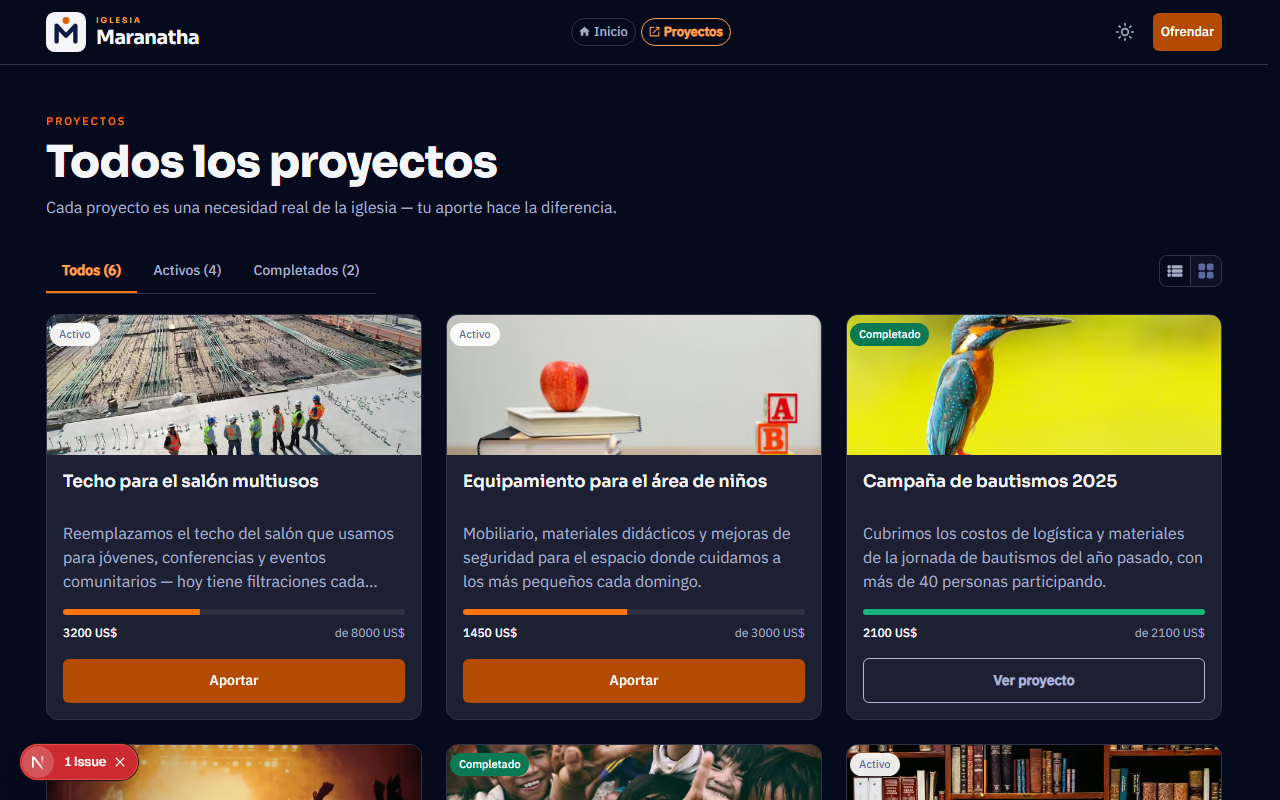 IGLESIA
Maranatha
Inicio
Proyectos
Ofrendar
PROYECTOS
Todos los proyectos
Cada proyecto es una necesidad real de la iglesia — tu aporte hace la diferencia.
Todos (6)
Activos (4)
Completados (2)
Activo
Techo para el salón multiusos
Reemplazamos el techo del salón que usamos
para jóvenes, conferencias y eventos
comunitarios — hoy tiene filtraciones cada...
3200 US$
de 8000 US$
Aportar
Activo
A
B
Equipamiento para el área de niños
Mobiliario, materiales didácticos y mejoras de
seguridad para el espacio donde cuidamos a
los más pequeños cada domingo.
1450 US$
de 3000 US$
Aportar
Completado
Campaña de bautismos 2025
Cubrimos los costos de logística y materiales
de la jornada de bautismos del año pasado, con
más de 40 personas participando.
2100 US$
de 2100 US$
Ver proyecto
N
1 Issue
Completado
Activo